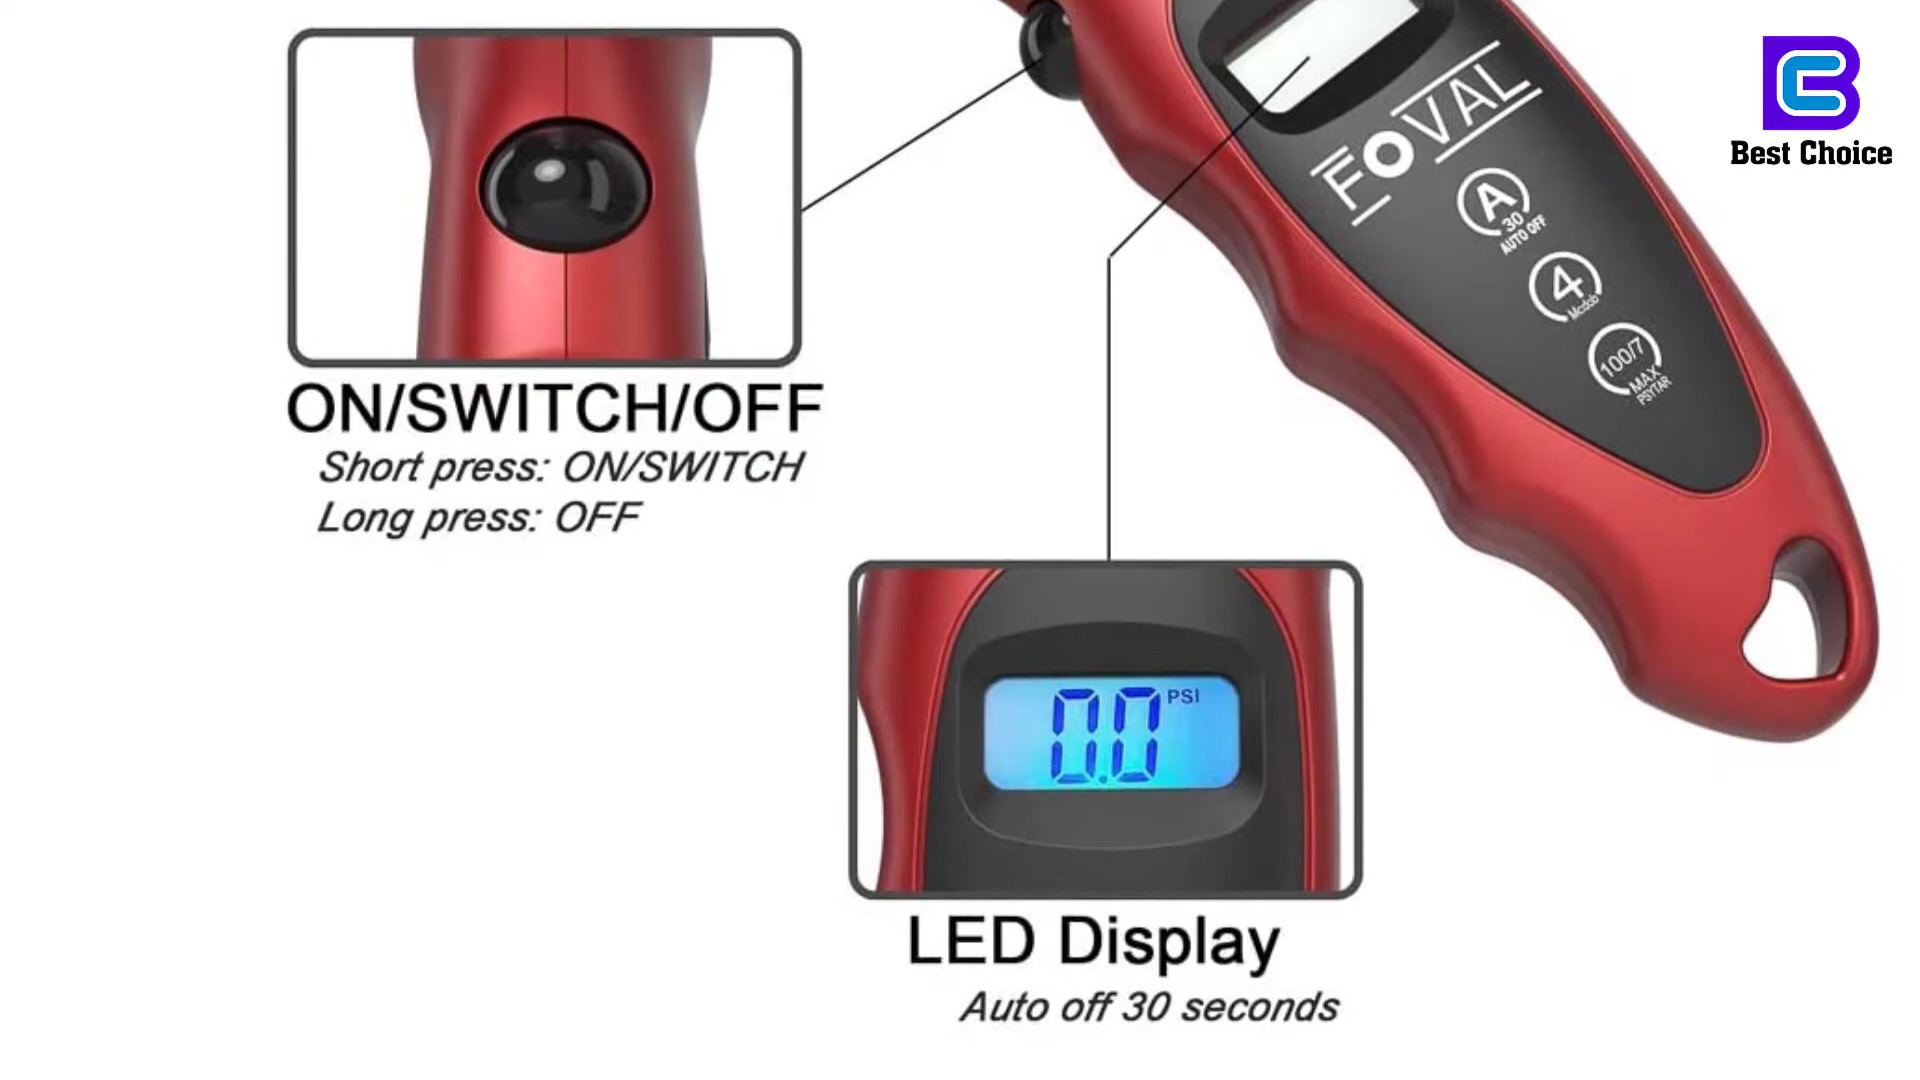 Best Choice
FOVAL
A
30
AUTO OFF
4
100/7
MAX
ON/SWITCH/OFF
Short press: ON/SWITCH
Long press: OFF
0.0 PSI
LED Display
Auto off 30 seconds